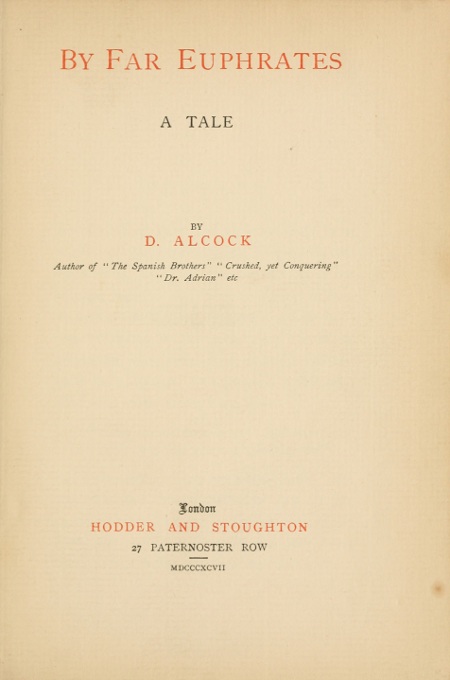 BY FAR EUPHRATES
A TALE
BY
D. ALCOCK
Author of "The Spanish Brothers" "Crushed, yet Conquering"
"Dr. Adrian" etc
London
HODDER AND STOUGHTON
27 PATERNOSTER ROW
MDCCCXCVII